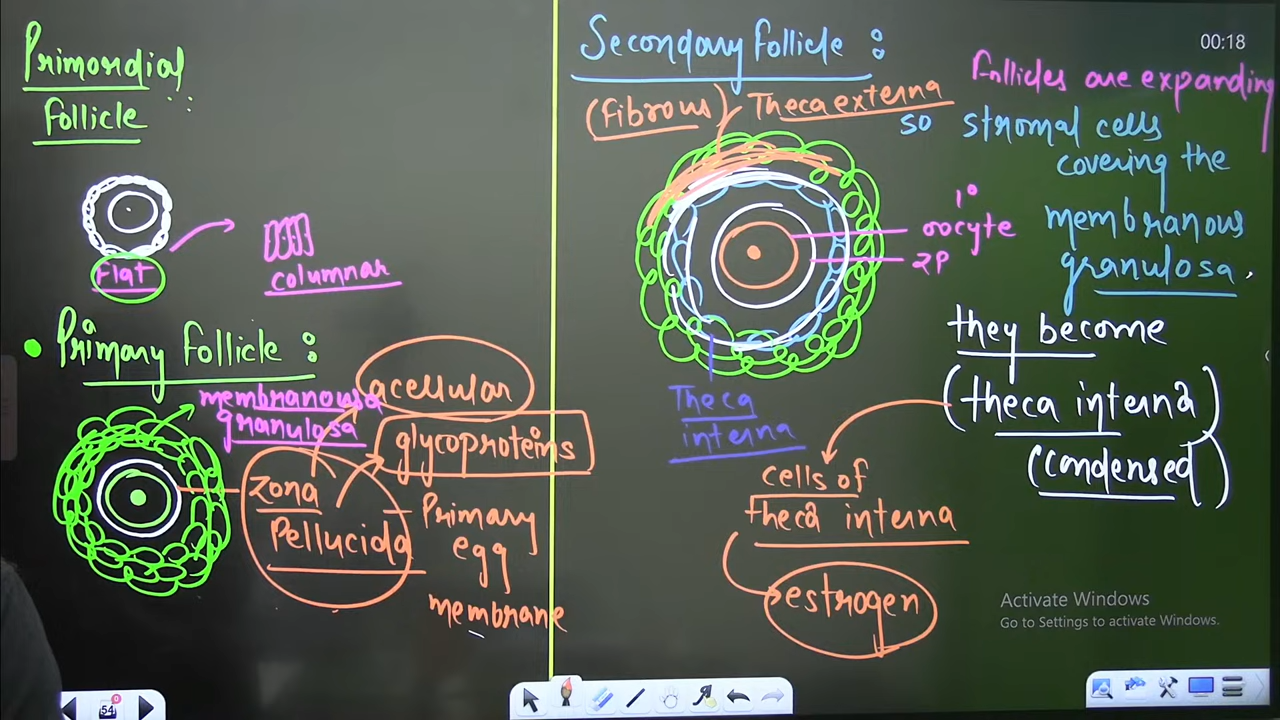 Primordial
Follicle
Flat
columnar
Primary Follicle :
membranous
granulosa
acellular
glycoproteins
Zona
Pellucida
- Primary
egg
membrane
Secondary Follicle :
(Fibrous) Theca externa
1° oocyte
ZP
Theca
interna
Follicles are expanding
so stromal cells
covering the
membranous
granulosa.
they become
(theca interna)
(condensed)
cells of
theca interna
estrogen
00:18
Activate Windows
Go to Settings to activate Windows.
54